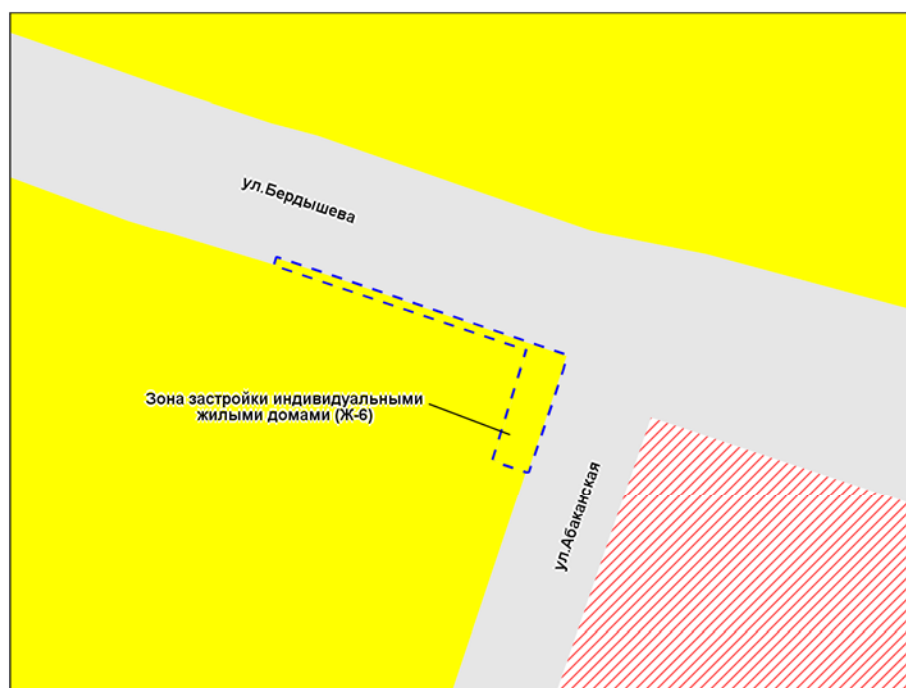 ул.Бердышева
Зона застройки индивидуальными
жилыми домами (Ж-6)
ул.Абаканская